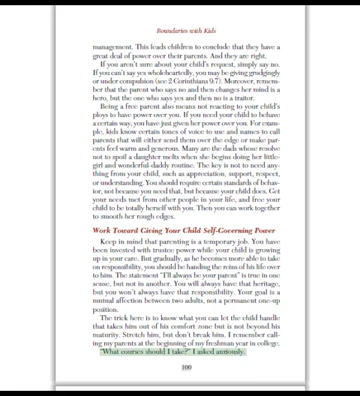 Boundaries with Kids
management. This leads children to conclude that they have a
great deal of power over their parents. And they are right.
If you aren't sure about your child's request, simply say no.
If you can't say yes wholeheartedly, you may be giving grudgingly
or under compulsion (see 2 Corinthians 9:7). Moreover, remem-
ber that the parent who says no and then changes her mind is a
hero, but the one who says yes and then no is a traitor.
Being a free parent also means not reacting to your child's
ploys to have power over you. If you need your child to behave
a certain way, you have just given her power over you. For exam-
ple, kids know certain tones of voice to use and names to call
parents that will either send them over the edge or make par-
ents feel warm and generous. Many are the dads whose resolve
not to spoil a daughter melts when she begins doing her little-
girl and wonderful-daddy routine. The key is not to need any-
thing from your child, such as appreciation, support, respect,
or understanding. You should require certain standards of behav-
ior, not because you need that, but because your child does. Get
your needs met from other people in your life, and free your
child to be totally herself with you. Then you can work together
to smooth her rough edges.
Work Toward Giving Your Child Self-Governing Power
Keep in mind that parenting is a temporary job. You have
been invested with trustee power while your child is growing
up in your care. But gradually, as he becomes more able to take
on responsibility, you should be handing the reins of his life over
to him. The statement "I'll always be your parent" is true in one
sense, but not in another. You will always have that heritage,
but you won't always have that responsibility. Your goal is a
mutual affection between two adults, not a permanent one-up
position.
The trick here is to know what you can let the child handle
that takes him out of his comfort zone but is not beyond his
maturity. Stretch him, but don't break him. I remember call-
ing my parents at the beginning of my freshman year in college.
"What courses should I take?" I asked anxiously.
100